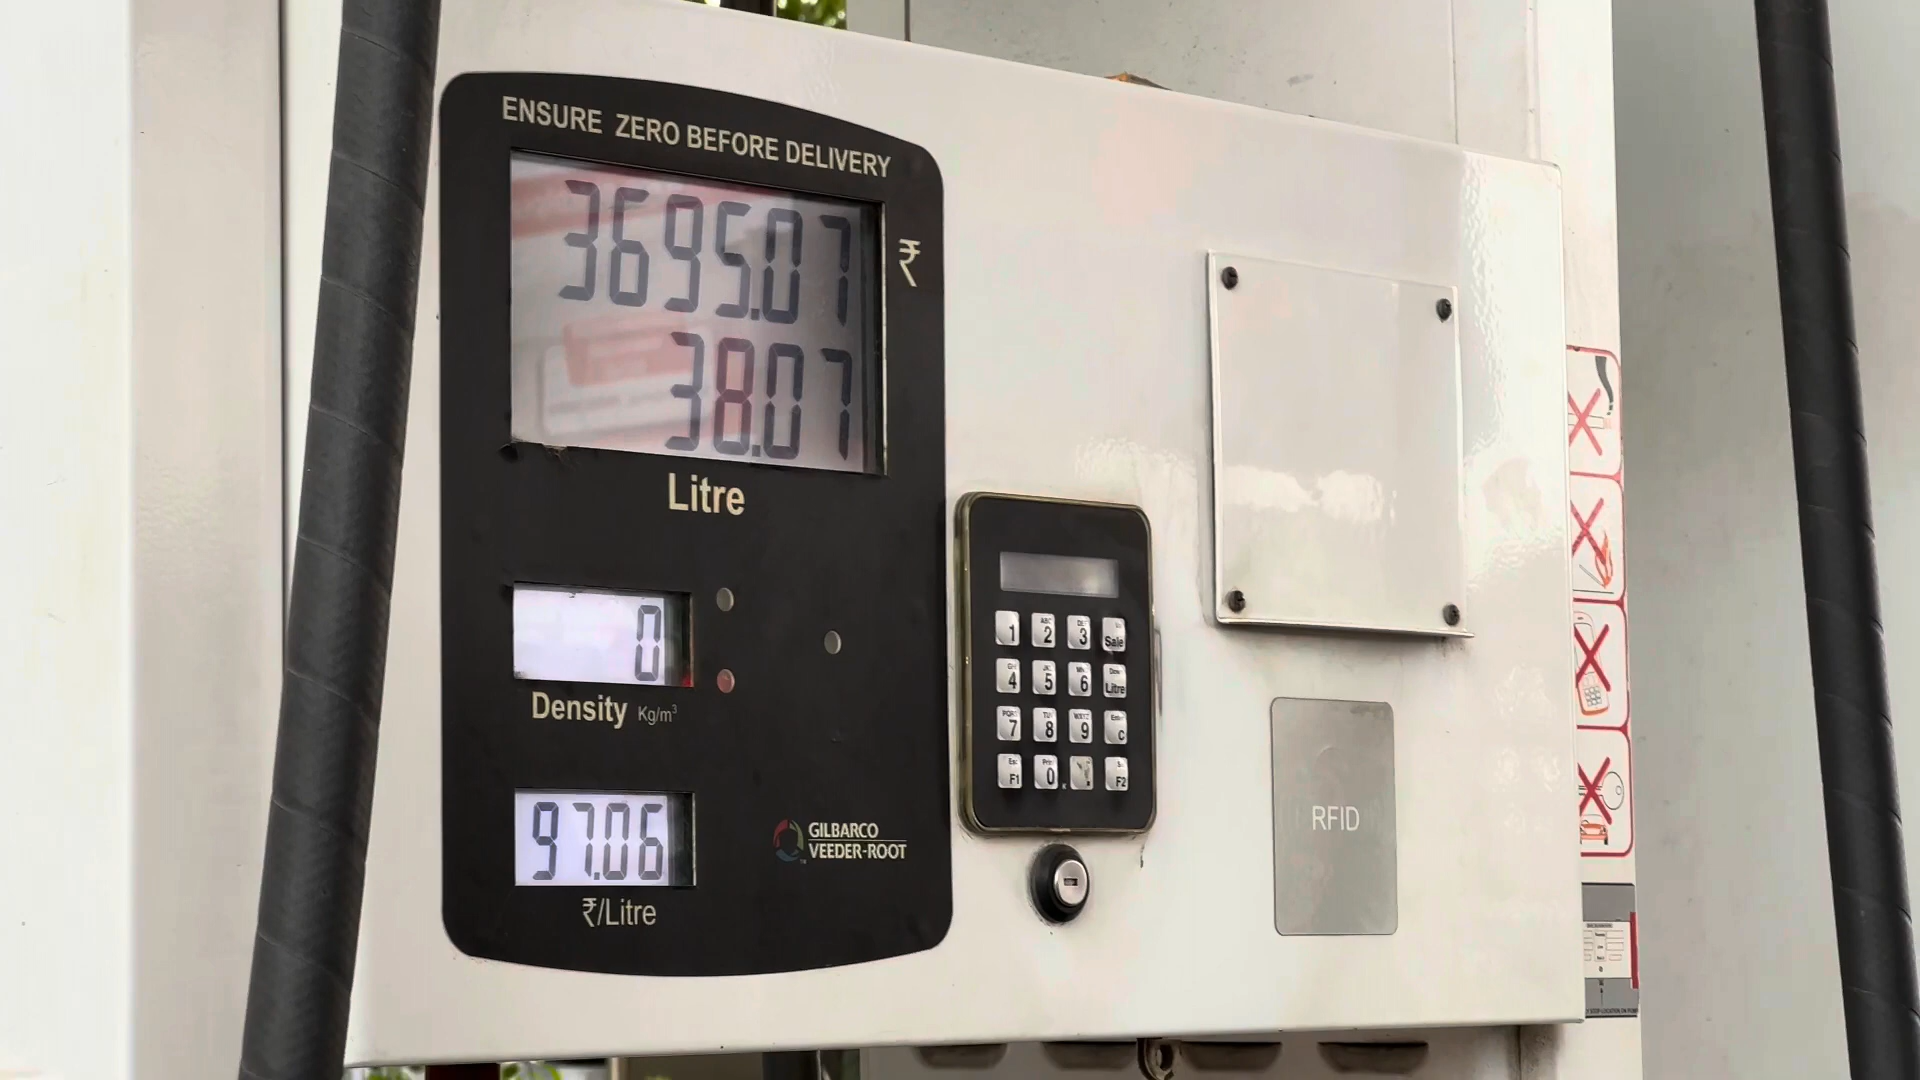 ENSURE ZERO BEFORE DELIVERY
3695.07
₹
38.07
Litre
0
Density Kg/m³
97.06
₹/Litre
GILBARCO
VEEDER-ROOT
1 ABC 2 3 Sale
4 5 6 Litre
7 8 9 C
F1 0 F2
RFID